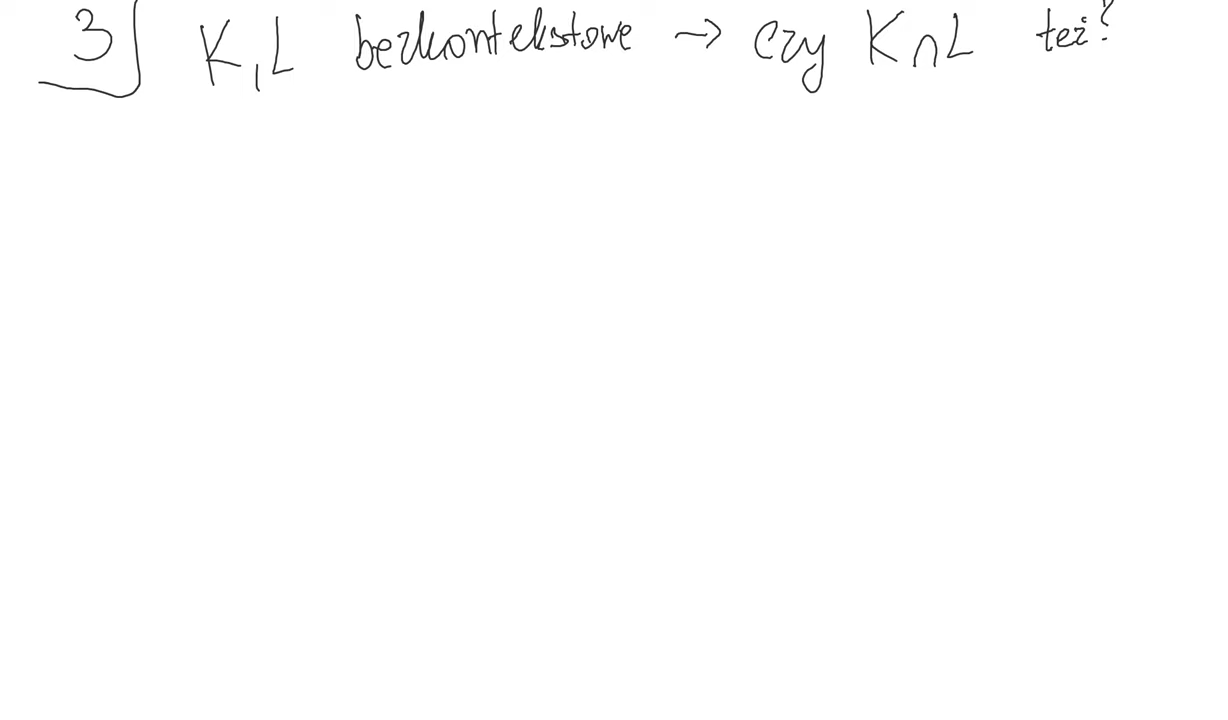 3) K, L bezkontekstowe → czy K ∩ L też?